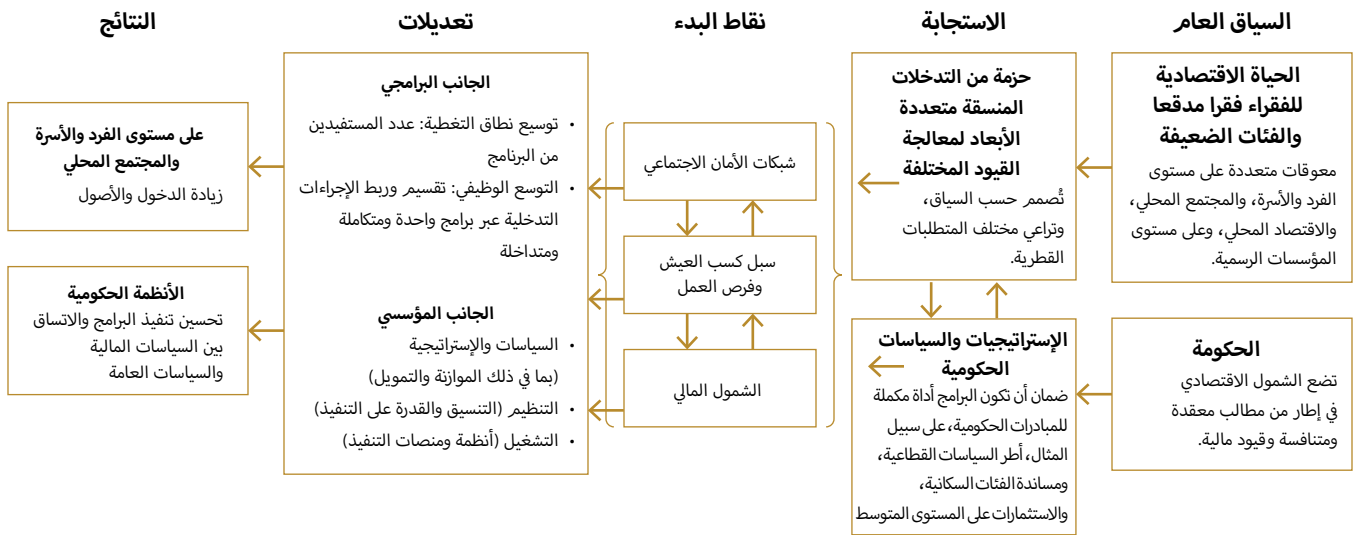 السياق العام
الاستجابة
نقاط البدء
تعديلات
النتائج
الحياة الاقتصادية
للفقراء فقرا مدقعا
والفئات الضعيفة
معوقات متعددة على مستوى
الفرد والأسرة، والمجتمع المحلي،
والاقتصاد المحلي، وعلى مستوى
المؤسسات الرسمية.
الحكومة
تضع الشمول الاقتصادي
في إطار من مطالب معقدة
ومتنافسة وقيود مالية.
حزمة من التدخلات
المنسقة متعددة
الأبعاد لمعالجة
القيود المختلفة
تُصمم حسب السياق،
وتراعي مختلف المتطلبات
القطرية.
الإستراتيجيات والسياسات
الحكومية
ضمان أن تكون البرامج أداة مكملة
للمبادرات الحكومية، على سبيل
المثال، أطر السياسات القطاعية،
ومساندة الفئات السكانية،
والاستثمارات على المستوى المتوسط
شبكات الأمان الاجتماعي
سبل كسب العيش
وفرص العمل
الشمول المالي
الجانب البرامجي
• توسيع نطاق التغطية: عدد المستفيدين
من البرنامج
• التوسع الوظيفي: تقسيم وربط الإجراءات
التدخلية عبر برامج واحدة ومتكاملة
ومتداخلة
الجانب المؤسسي
• السياسات والإستراتيجية
(بما في ذلك الموازنة والتمويل)
• التنظيم (التنسيق والقدرة على التنفيذ)
• التشغيل (أنظمة ومنصات التنفيذ)
على مستوى الفرد والأسرة
والمجتمع المحلي
زيادة الدخول والأصول
الأنظمة الحكومية
تحسين تنفيذ البرامج والاتساق
بين السياسات المالية
والسياسات العامة